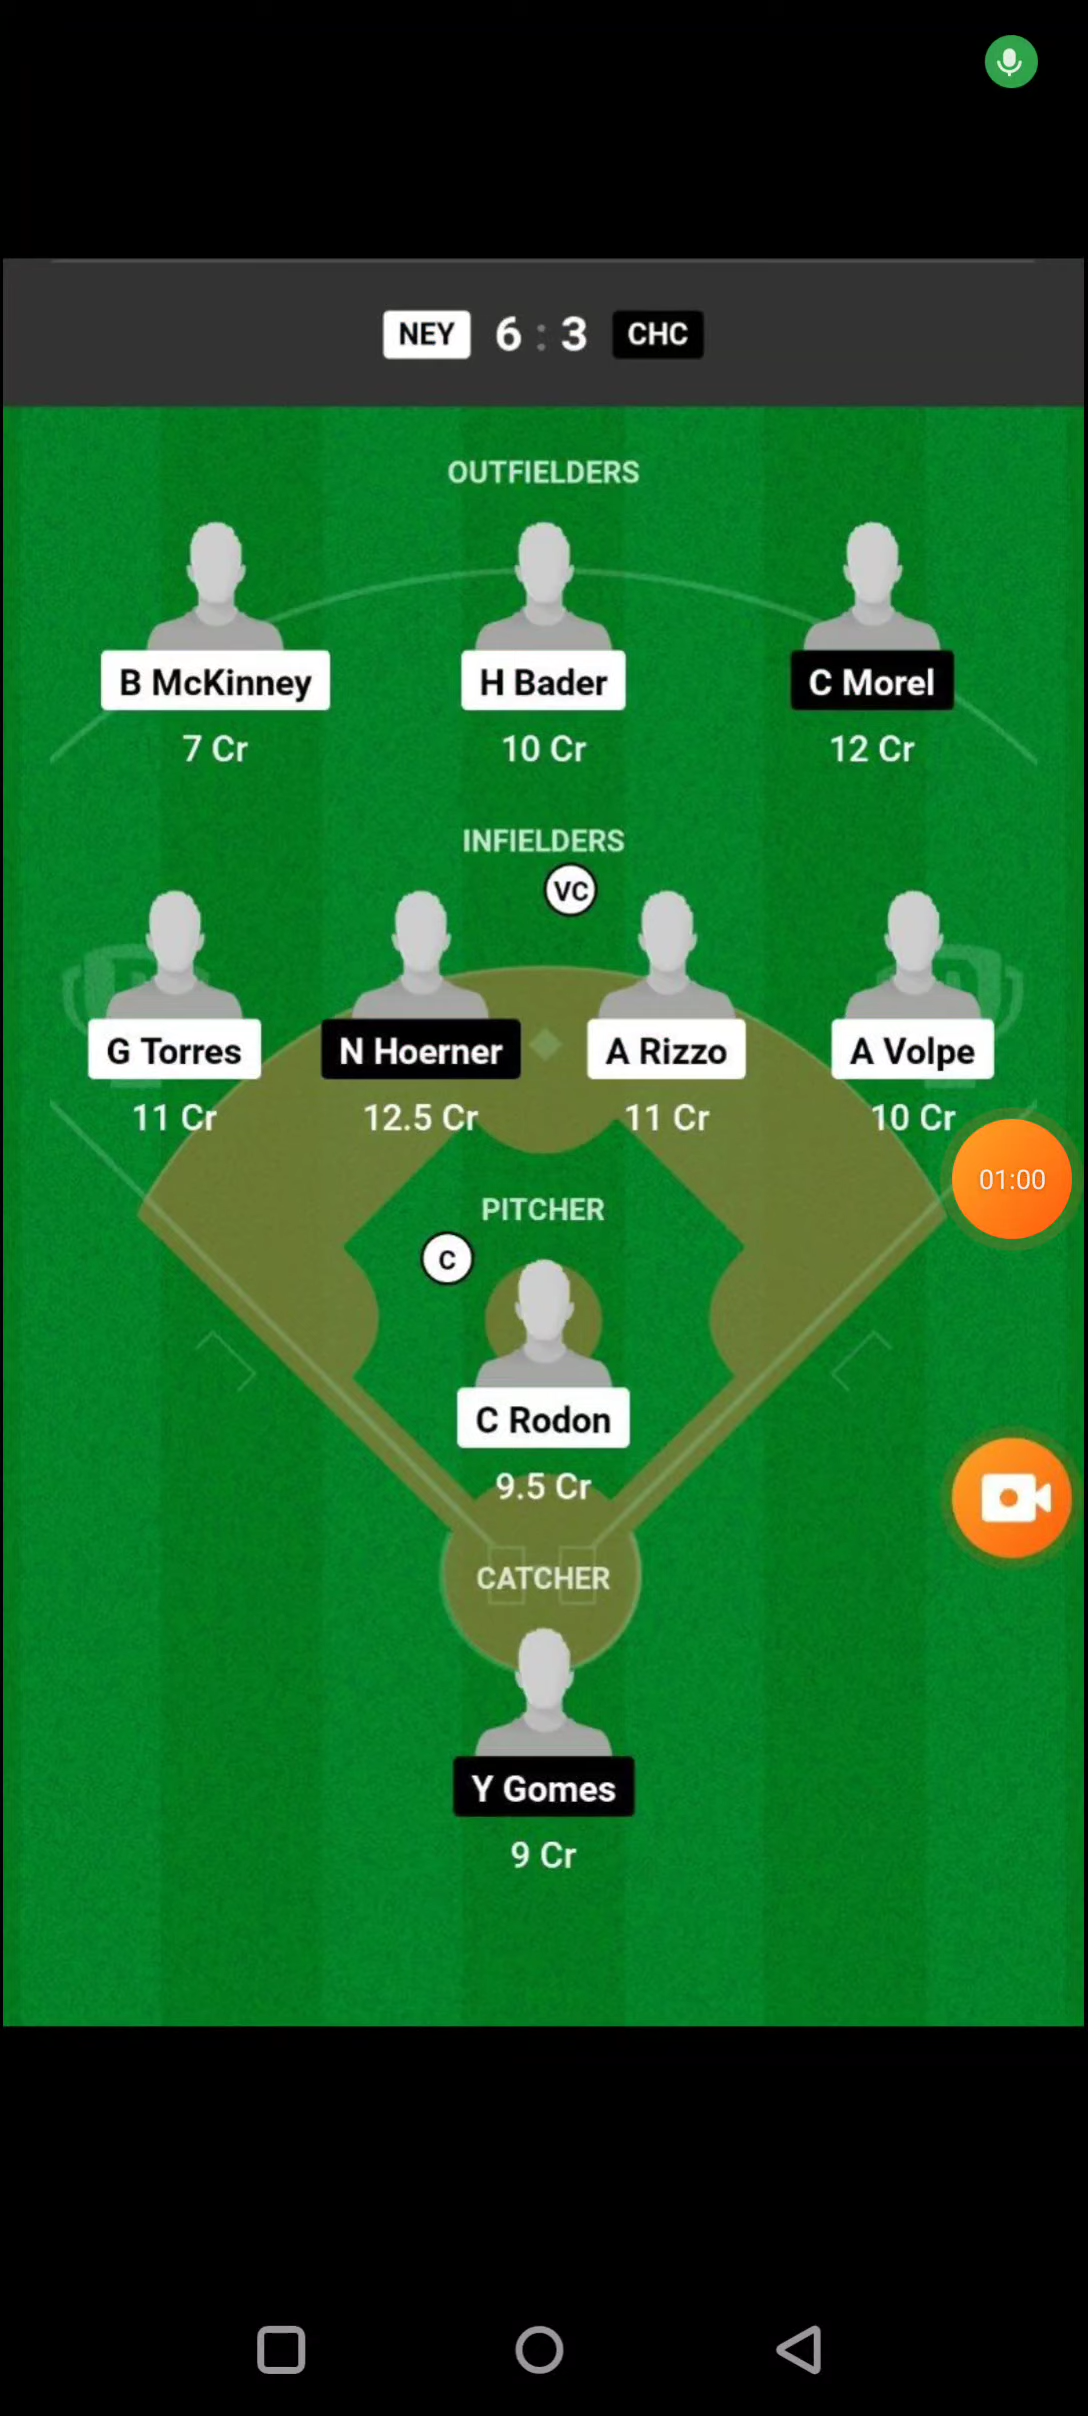 NEY 6 : 3 CHC
OUTFIELDERS
B McKinney H Bader C Morel
7 Cr 10 Cr 12 Cr
INFIELDERS
VC
G Torres N Hoerner A Rizzo A Volpe
11 Cr 12.5 Cr 11 Cr 10 Cr
01:00
PITCHER
C
C Rodon
9.5 Cr
CATCHER
Y Gomes
9 Cr